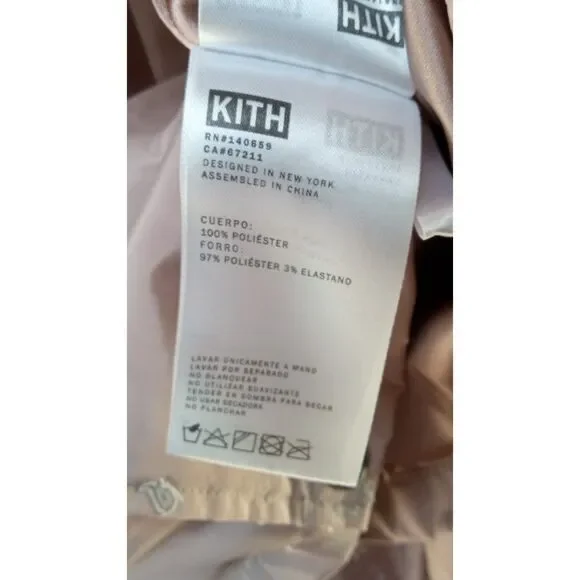 KITH
KITH
RN#140659
CA#67211
DESIGNED IN NEW YORK
ASSEMBLED IN CHINA
CUERPO:
100% POLIÉSTER
FORRO:
97% POLIÉSTER 3% ELASTANO
LAVAR ÚNICAMENTE A MANO
LAVAR POR SEPARADO
NO BLANQUEAR
NO UTILIZAR SUAVIZANTE
TENDER EN SOMBRA PARA SECAR
NO USAR SECADORA
NO PLANCHAR